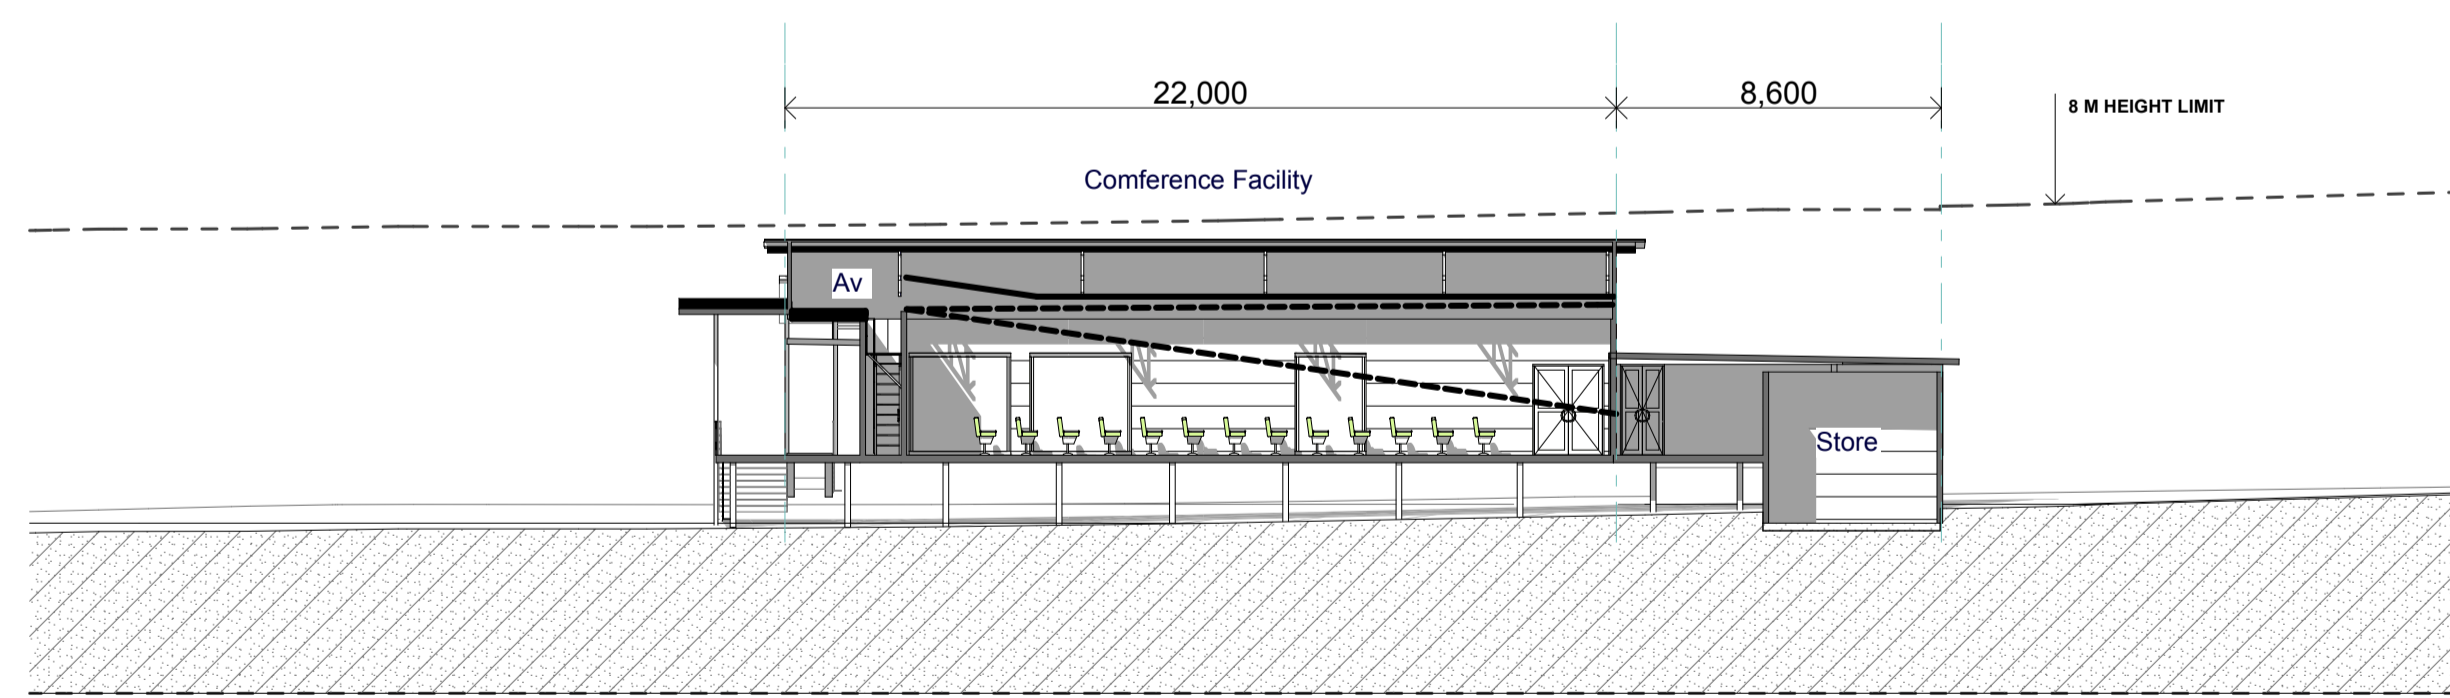 22,000
8,600
8 M HEIGHT LIMIT
Comference Facility
Av
Store